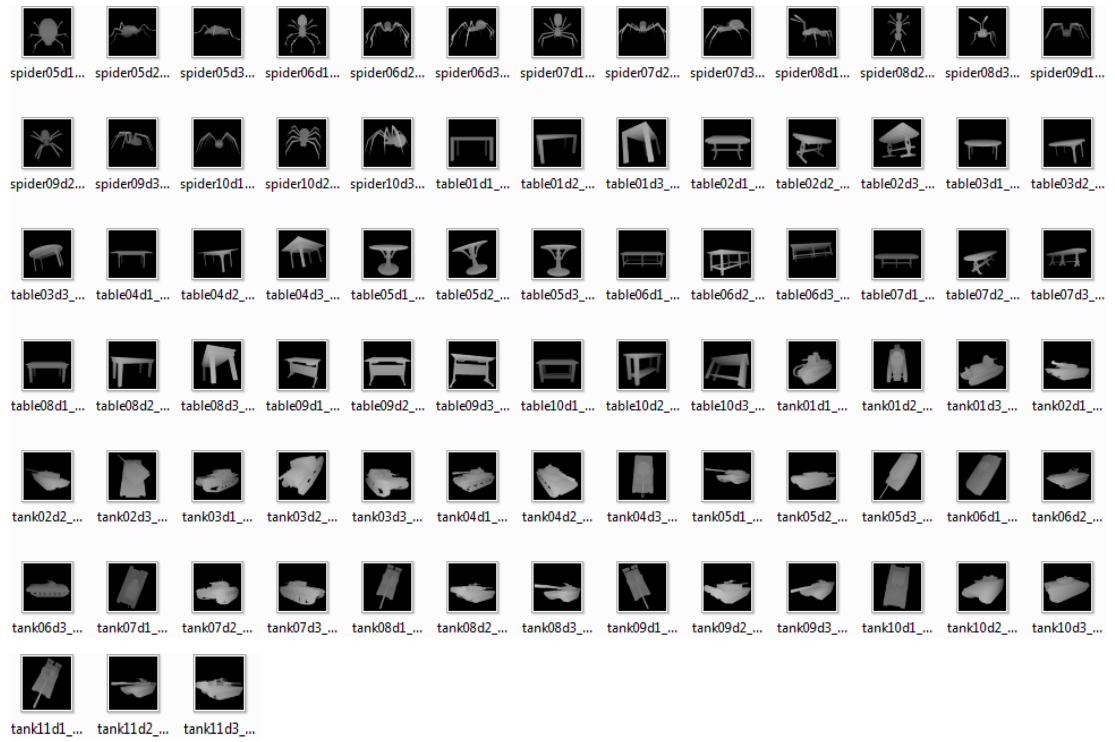 spider05d1... spider05d2... spider05d3... spider06d1... spider06d2... spider06d3... spider07d1... spider07d2... spider07d3... spider08d1... spider08d2... spider08d3... spider09d1...
spider09d2... spider09d3... spider10d1... spider10d2... spider10d3... table01d1_... table01d2_... table01d3_... table02d1_... table02d2_... table02d3_... table03d1_... table03d2_...
table03d3_... table04d1_... table04d2_... table04d3_... table05d1_... table05d2_... table05d3_... table06d1_... table06d2_... table06d3_... table07d1_... table07d2_... table07d3_...
table08d1_... table08d2_... table08d3_... table09d1_... table09d2_... table09d3_... table10d1_... table10d2_... table10d3_... tank01d1_... tank01d2_... tank01d3_... tank02d1_...
tank02d2_... tank02d3_... tank03d1_... tank03d2_... tank03d3_... tank04d1_... tank04d2_... tank04d3_... tank05d1_... tank05d2_... tank05d3_... tank06d1_... tank06d2_...
tank06d3_... tank07d1_... tank07d2_... tank07d3_... tank08d1_... tank08d2_... tank08d3_... tank09d1_... tank09d2_... tank09d3_... tank10d1_... tank10d2_... tank10d3_...
tank11d1_... tank11d2_... tank11d3_...